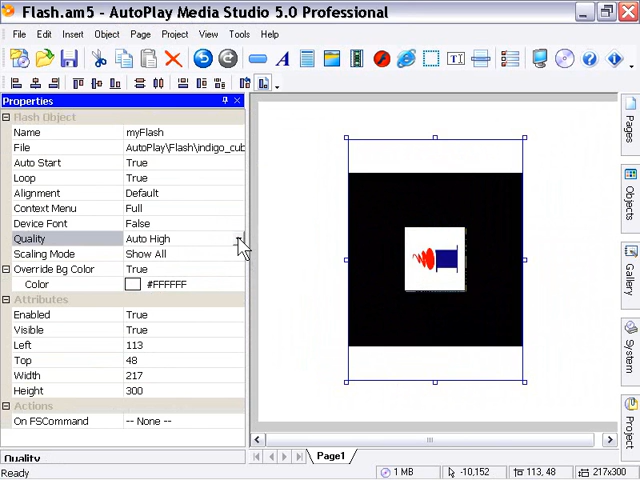 Flash.am5 - AutoPlay Media Studio 5.0 Professional
File Edit Insert Object Page Project View Tools Help
Properties
Flash Object
Name myFlash
File AutoPlay\Flash\indigo_cub
Auto Start True
Loop True
Alignment Default
Context Menu Full
Device Font False
Quality Auto High
Scaling Mode Show All
Override Bg Color True
Color #FFFFFF
Attributes
Enabled True
Visible True
Left 113
Top 48
Width 217
Height 300
Actions
On FSCommand -- None --
Quality
Pages
Objects
Gallery
System
Project
Page1
Ready
1 MB
-10,152
113, 48
217x300